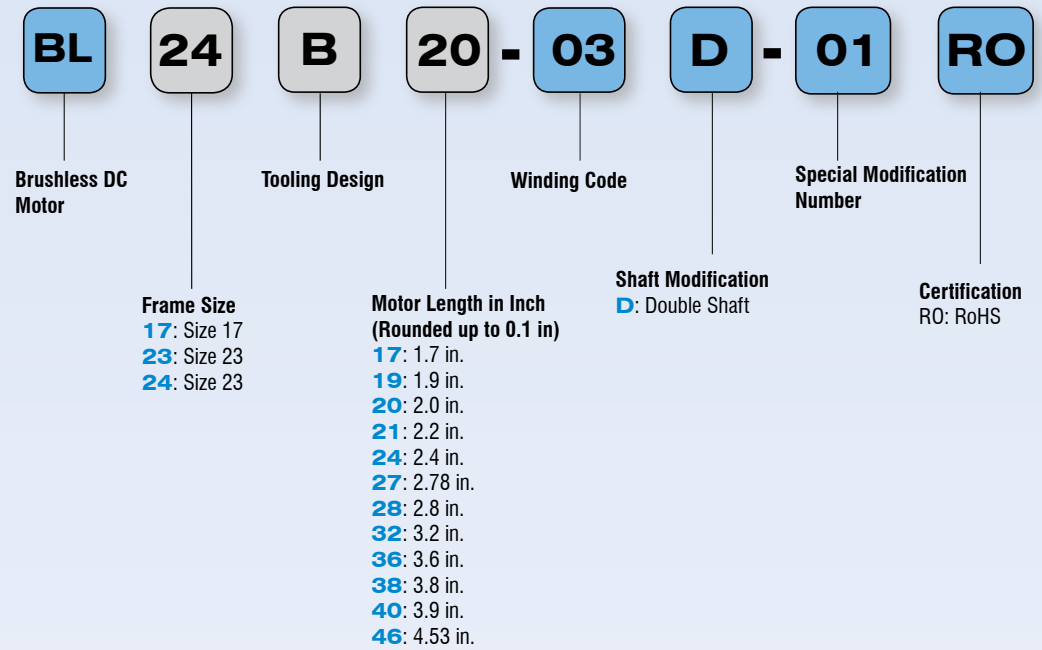 BL 24 B 20 - 03 D - 01 RO
Brushless DC
Motor
Tooling Design
Winding Code
Special Modification
Number
Frame Size
17: Size 17
23: Size 23
24: Size 23
Motor Length in Inch
(Rounded up to 0.1 in)
17: 1.7 in.
19: 1.9 in.
20: 2.0 in.
21: 2.2 in.
24: 2.4 in.
27: 2.78 in.
28: 2.8 in.
32: 3.2 in.
36: 3.6 in.
38: 3.8 in.
40: 3.9 in.
46: 4.53 in.
Shaft Modification
D: Double Shaft
Certification
RO: RoHS